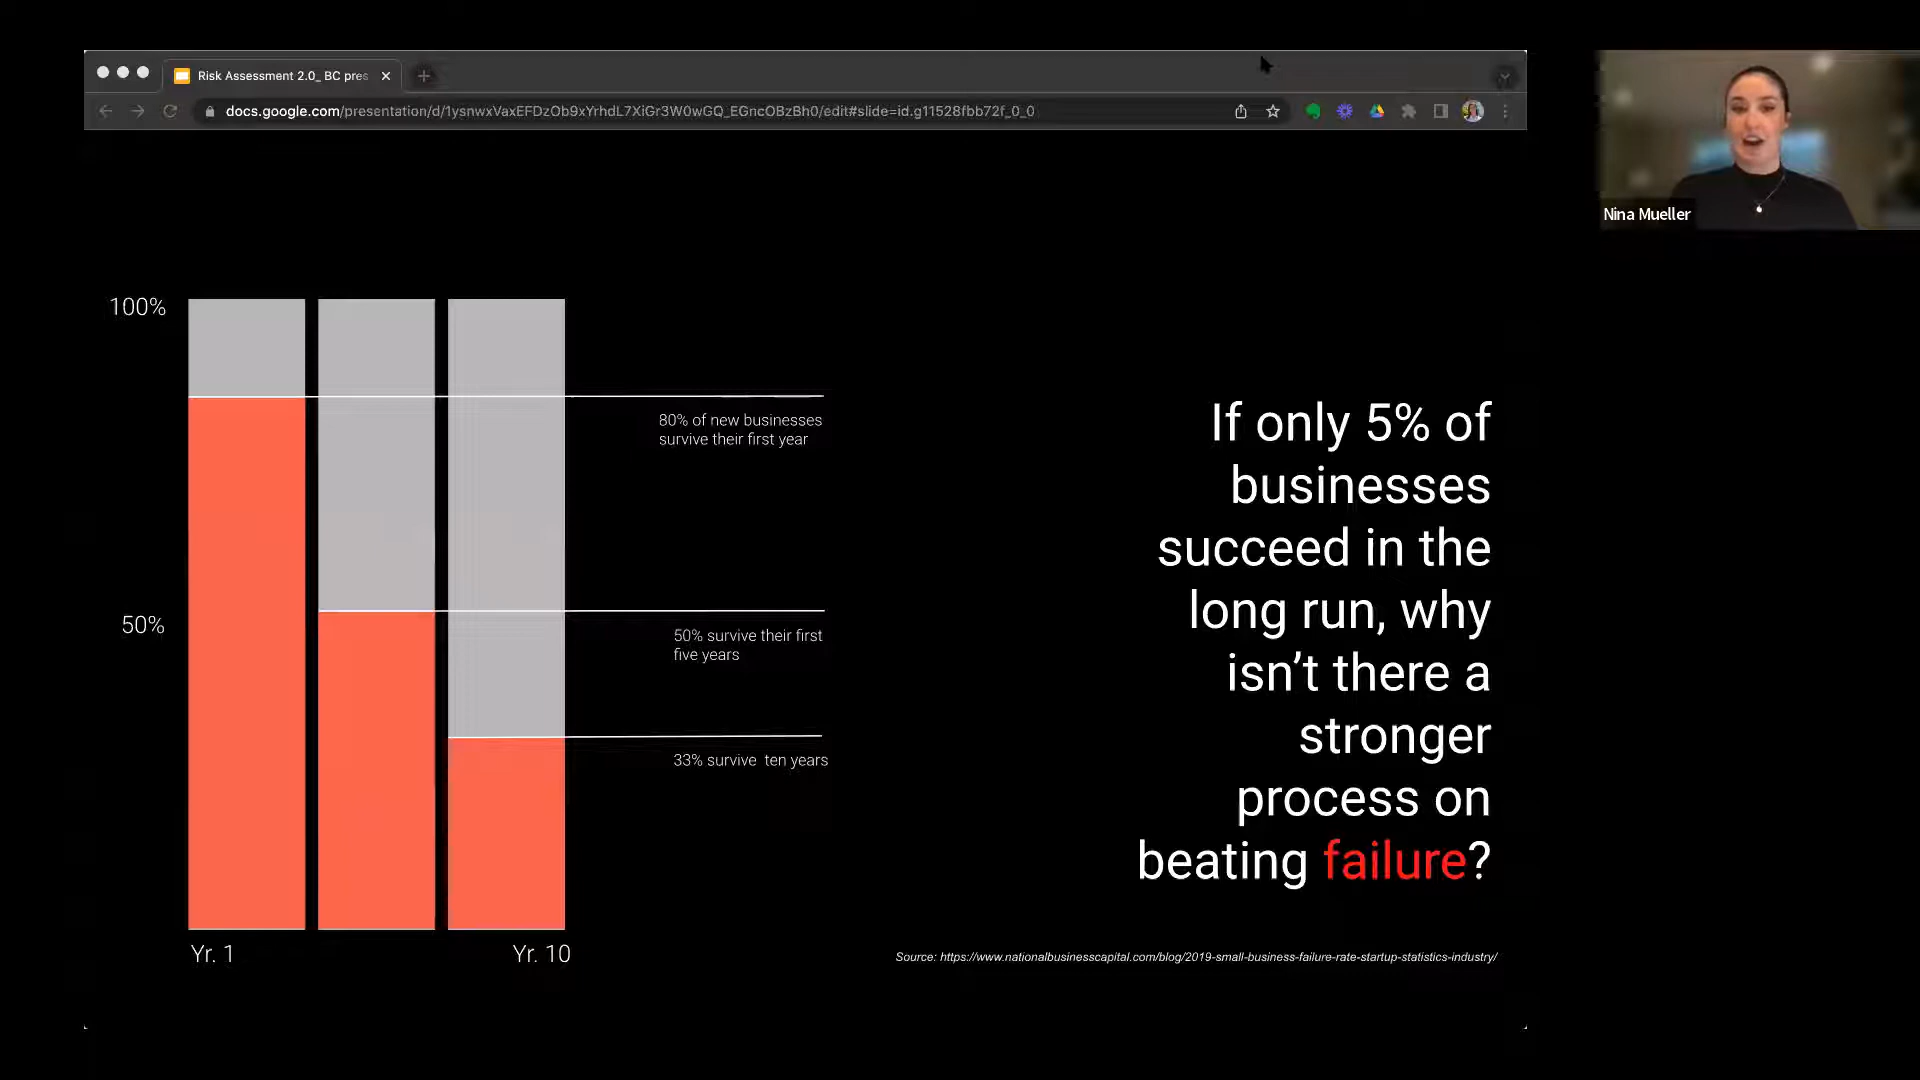 Risk Assessment 2.0_ BC pres
docs.google.com/presentation/d/1ysnwxVaxEFDzOb9xYrhdL7XiGr3W0wGQ_EGncOBzBh0/edit#slide=id.g11528fbb72f_0_0
Nina Mueller
100%
80% of new businesses
survive their first year
50%
50% survive their first
five years
33% survive ten years
Yr. 1
Yr. 10
If only 5% of
businesses
succeed in the
long run, why
isn’t there a
stronger
process on
beating failure?
Source: https://www.nationalbusinesscapital.com/blog/2019-small-business-failure-rate-startup-statistics-industry/